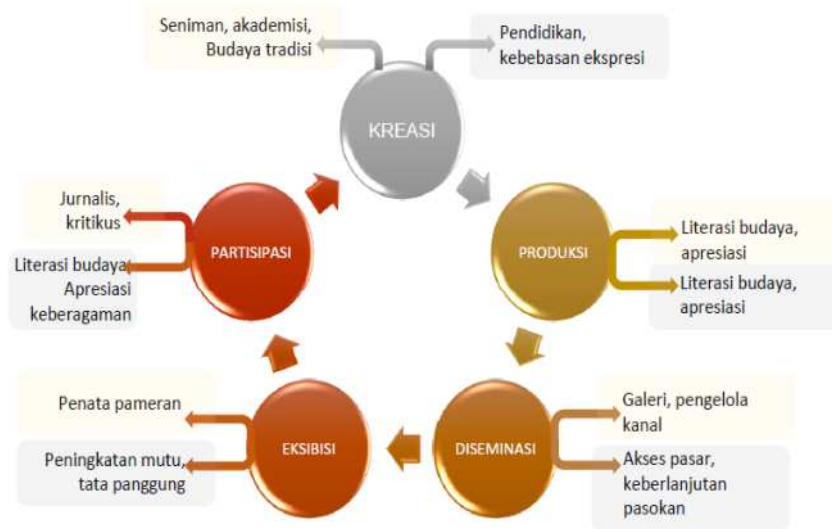 Seniman, akademisi,
Budaya tradisi
Pendidikan,
kebebasan ekspresi
KREASI
Jurnalis,
kritikus
Literasi budaya,
Apresiasi
keberagaman
PARTISIPASI
PRODUKSI
Literasi budaya,
apresiasi
Literasi budaya,
apresiasi
Penata pameran
Peningkatan mutu,
tata panggung
EKSIBISI
DISEMINASI
Galeri, pengelola
kanal
Akses pasar,
keberlanjutan
pasokan